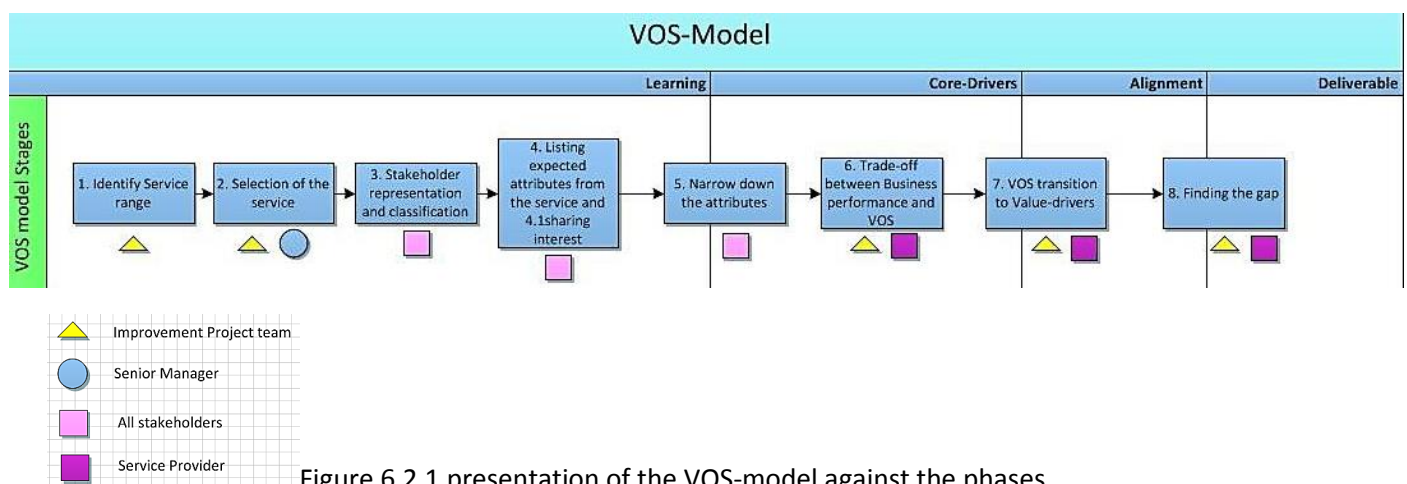 VOS-Model
Learning
Core-Drivers
Alignment
Deliverable
VOS model Stages
1. Identify Service
range
2. Selection of the
service
3. Stakeholder
representation
and classification
4. Listing
expected
attributes from
the service and
4.1sharing
interest
5. Narrow down
the attributes
6. Trade-off
between Business
performance and
VOS
7. VOS transition
to Value-drivers
8. Finding the gap
Improvement Project team
Senior Manager
All stakeholders
Service Provider
Figure 6.2.1 presentation of the VOS-model against the phases